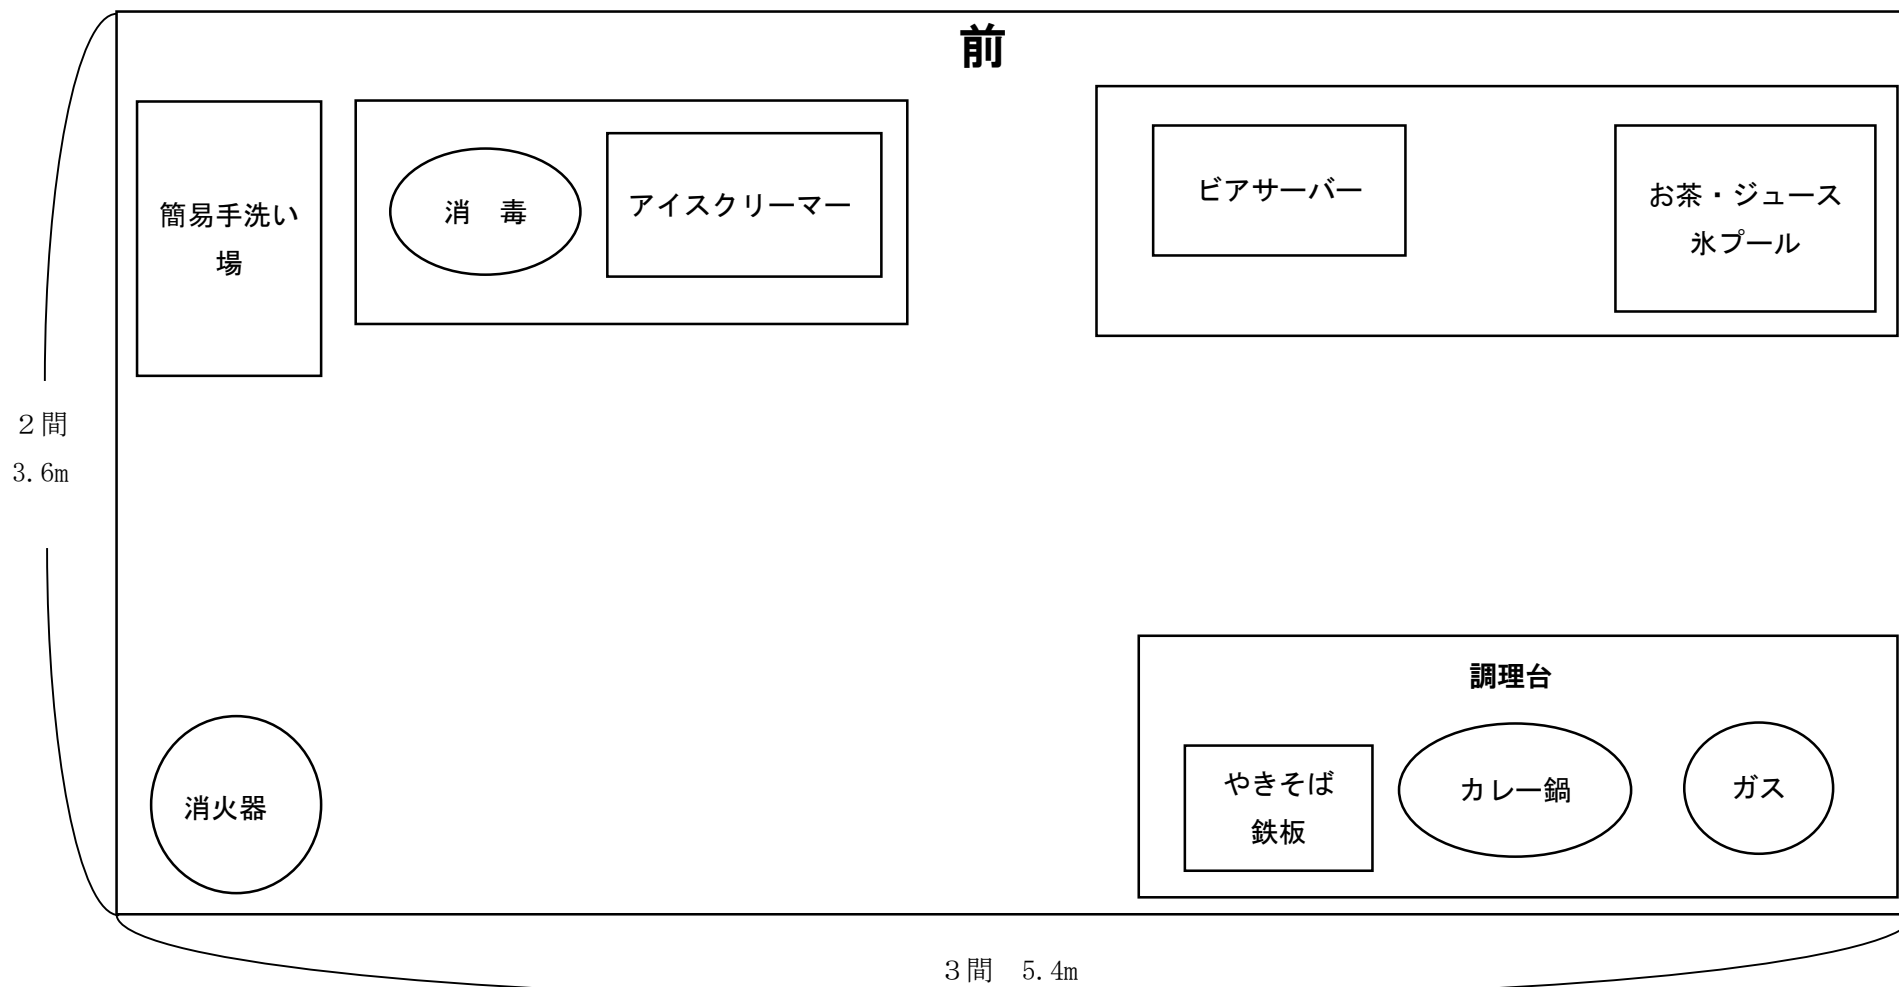 前
簡易手洗い
場
消　毒
アイスクリーマー
ビアサーバー
お茶・ジュース
氷プール
２間
3.6m
調理台
消火器
やきそば
鉄板
カレー鍋
ガス
３間　5.4m